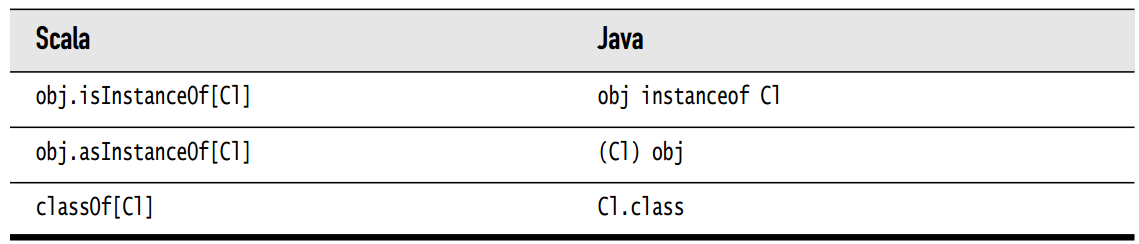 Scala Java
obj.isInstanceOf[Cl] obj instanceof Cl
obj.asInstanceOf[Cl] (Cl) obj
classOf[Cl] Cl.class